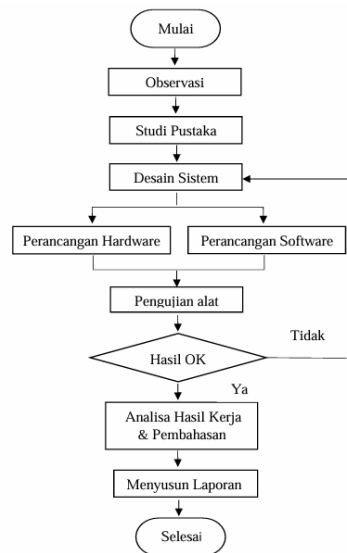 Mulai
Observasi
Studi Pustaka
Desain Sistem
Perancangan Hardware
Perancangan Software
Pengujian alat
Hasil OK
Tidak
Ya
Analisa Hasil Kerja
& Pembahasan
Menyusun Laporan
Selesai